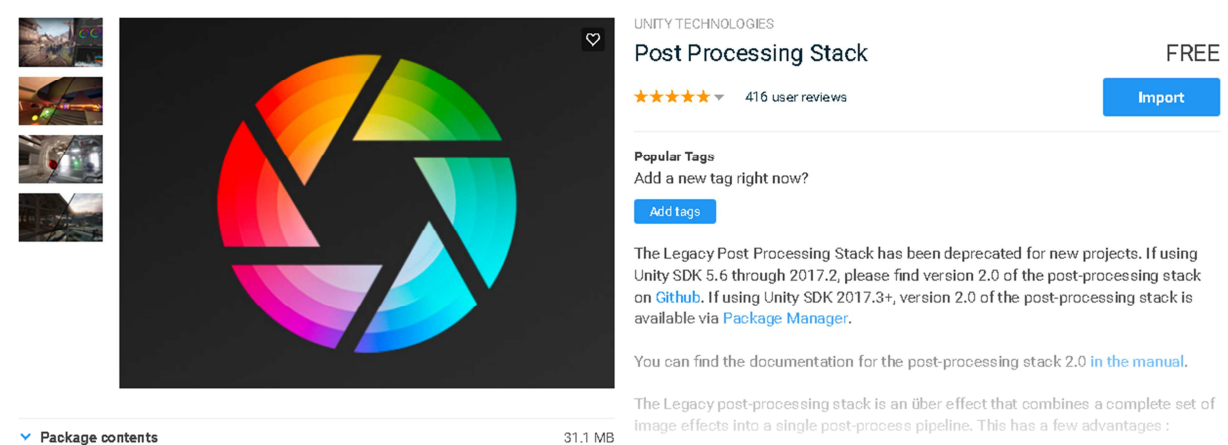 UNITY TECHNOLOGIES
Post Processing Stack
FREE
416 user reviews
Import
Popular Tags
Add a new tag right now?
Add tags
The Legacy Post Processing Stack has been deprecated for new projects. If using
Unity SDK 5.6 through 2017.2, please find version 2.0 of the post-processing stack
on Github. If using Unity SDK 2017.3+, version 2.0 of the post-processing stack is
available via Package Manager.
You can find the documentation for the post-processing stack 2.0 in the manual.
The Legacy post-processing stack is an über effect that combines a complete set of
image effects into a single post-process pipeline. This has a few advantages :
Package contents
31.1 MB